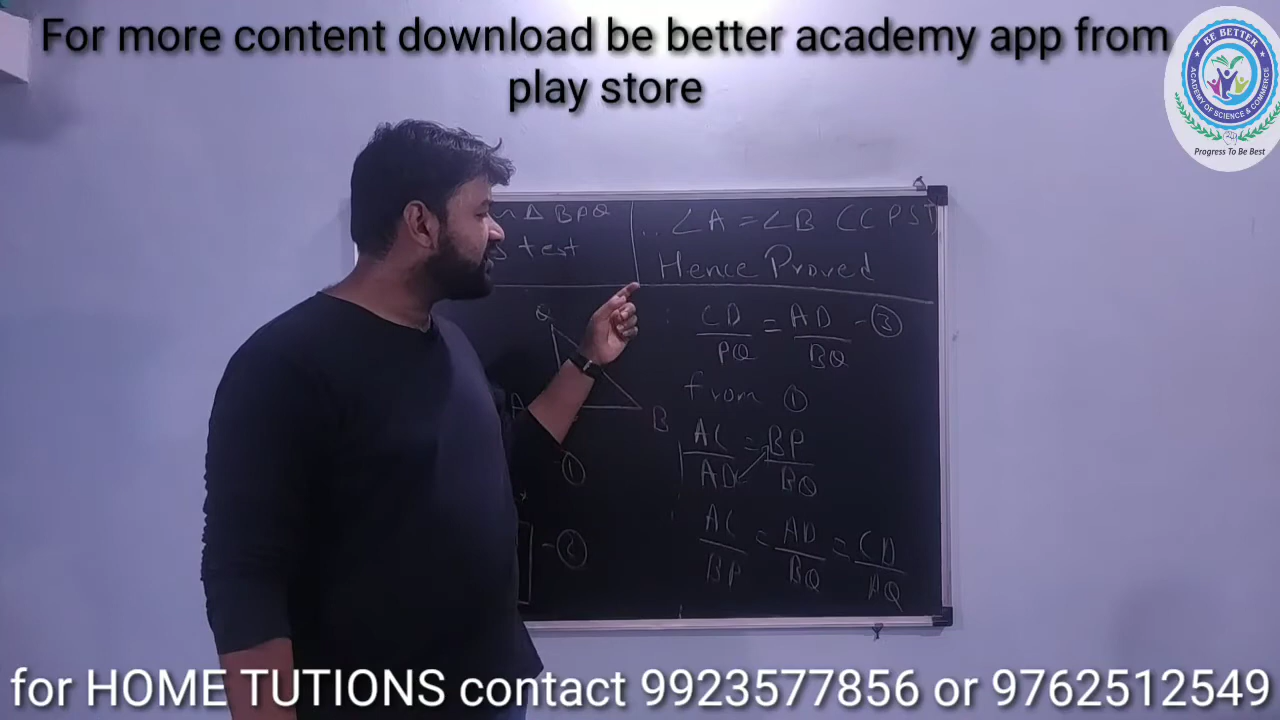 For more content download be better academy app from
play store
BE BETTER
ACADEMY OF SCIENCE & COMMERCE
Progress To Be Best
Δ BPQ
test
∠A = ∠B (CPST)
Hence Proved
Q
A
B
①
- ②
CD/PQ = AD/BQ - ③
from ①
AC/AD = BP/BQ
AC/BP = AD/BQ = CD/AQ
for HOME TUTIONS contact 9923577856 or 9762512549